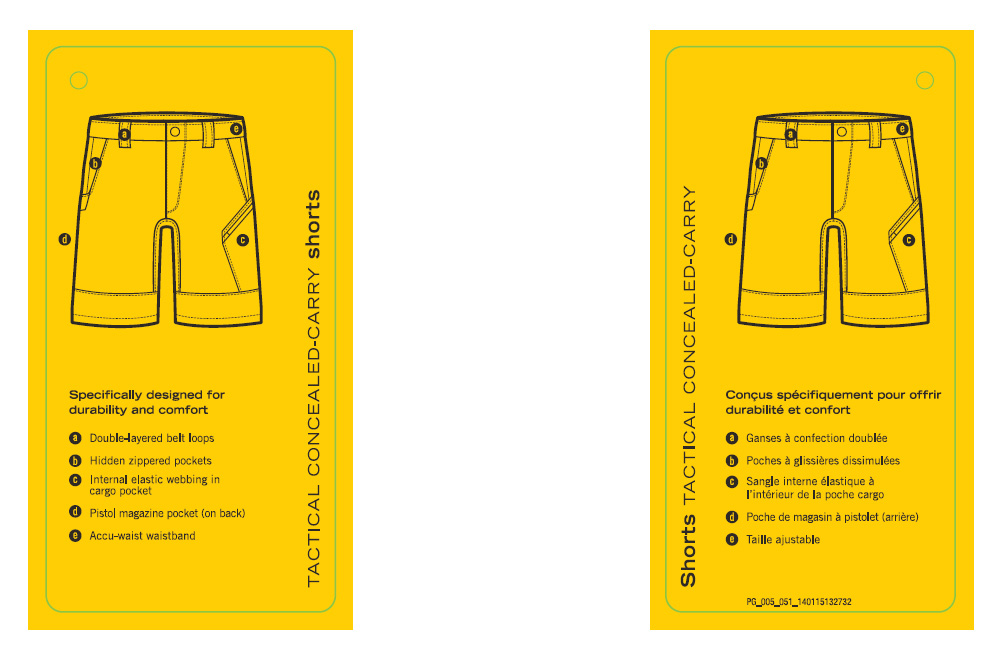 a
e
b
d
c
TACTICAL CONCEALED-CARRY shorts
Specifically designed for
durability and comfort
a Double-layered belt loops
b Hidden zippered pockets
c Internal elastic webbing in
cargo pocket
d Pistol magazine pocket (on back)
e Accu-waist waistband
a
e
b
d
c
Shorts TACTICAL CONCEALED-CARRY
Conçus spécifiquement pour offrir
durabilité et confort
a Ganses à confection doublée
b Poches à glissières dissimulées
c Sangle interne élastique à
l'intérieur de la poche cargo
d Poche de magasin à pistolet (arrière)
e Taille ajustable
PG_005_051_140115132732